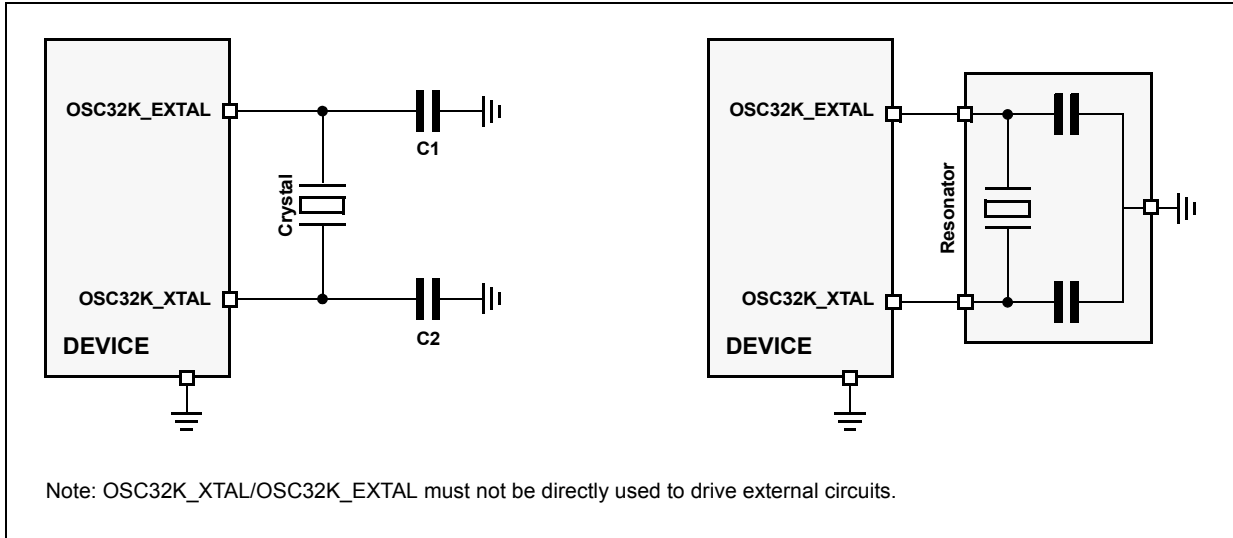 OSC32K_EXTAL
C1
Crystal
OSC32K_XTAL
C2
DEVICE
OSC32K_EXTAL
Resonator
OSC32K_XTAL
DEVICE
Note: OSC32K_XTAL/OSC32K_EXTAL must not be directly used to drive external circuits.